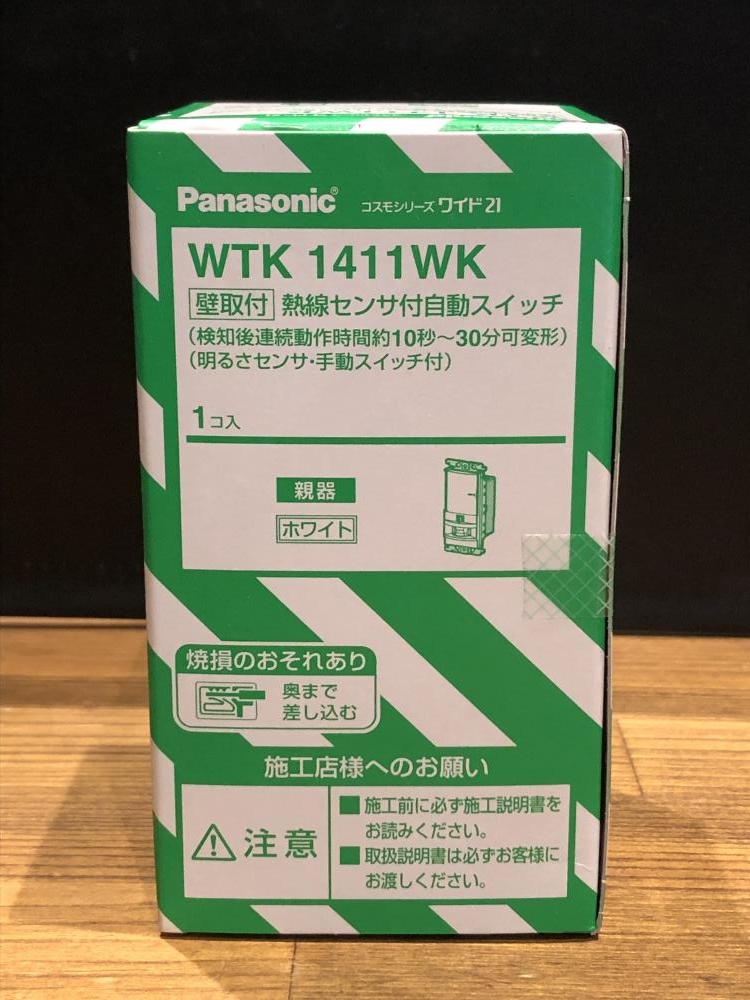 Panasonic® コスモシリーズ ワイド21
WTK 1411WK
壁取付 熱線センサ付自動スイッチ
(検知後連続動作時間約10秒〜30分可変形)
(明るさセンサ・手動スイッチ付)
1コ入
親器
ホワイト
焼損のおそれあり
奥まで
差し込む
施工店様へのお願い
注意
■施工前に必ず施工説明書を
お読みください。
■取扱説明書は必ずお客様に
お渡しください。